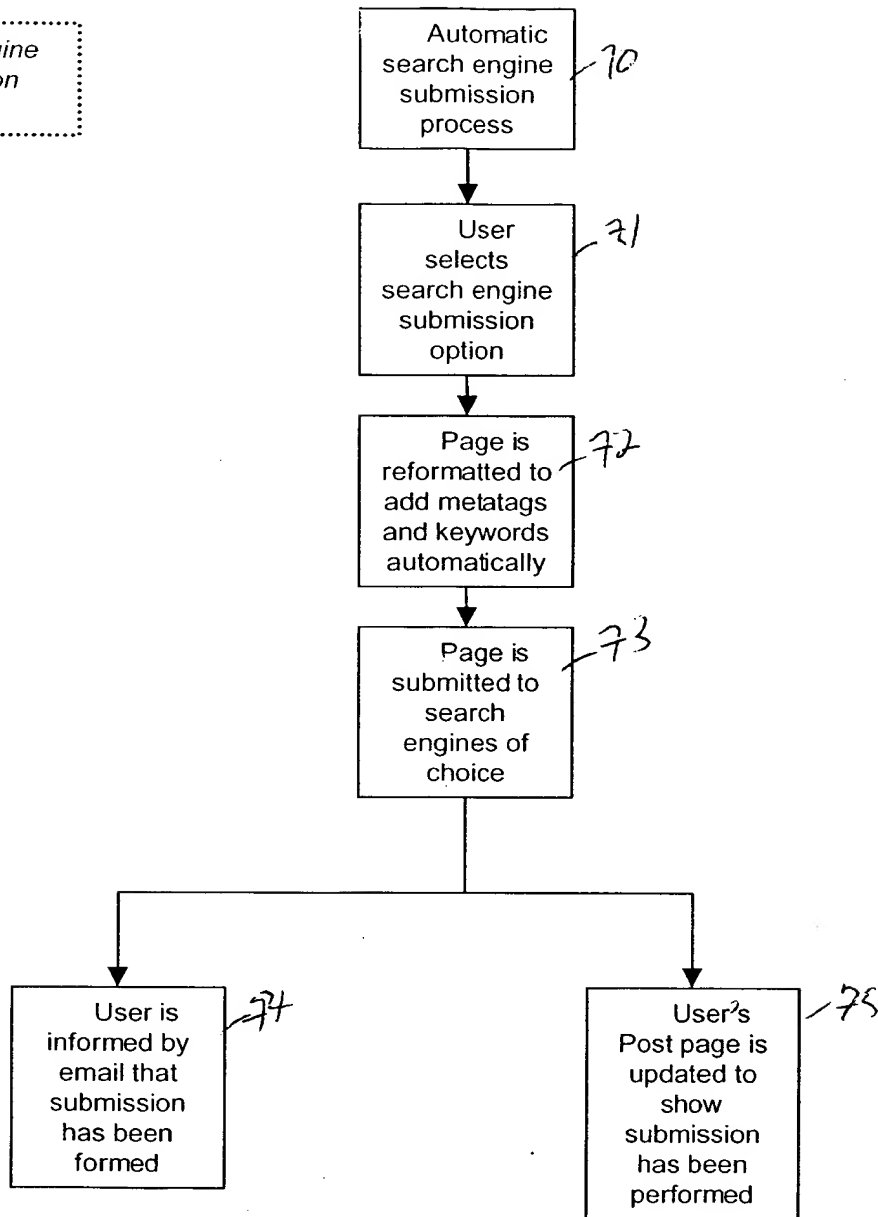 gine
on
Automatic
search engine
submission
process
70
User
selects
search engine
submission
option
71
Page is
reformatted to
add metatags
and keywords
automatically
72
Page is
submitted to
search
engines of
choice
73
User is
informed by
email that
submission
has been
formed
74
User's
Post page is
updated to
show
submission
has been
performed
75